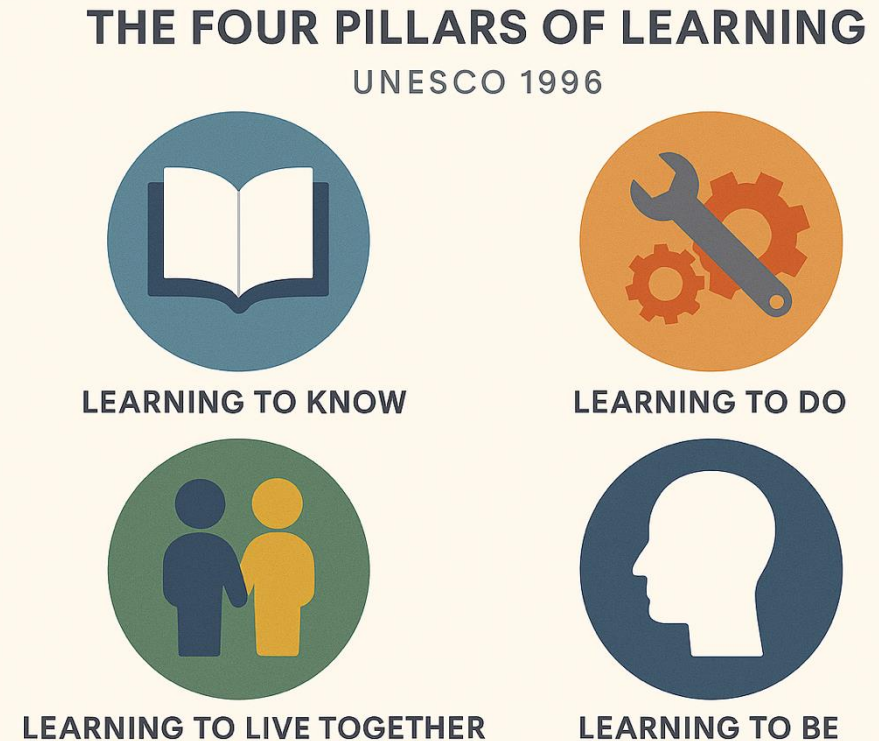 THE FOUR PILLARS OF LEARNING
UNESCO 1996
LEARNING TO KNOW
LEARNING TO DO
LEARNING TO LIVE TOGETHER
LEARNING TO BE